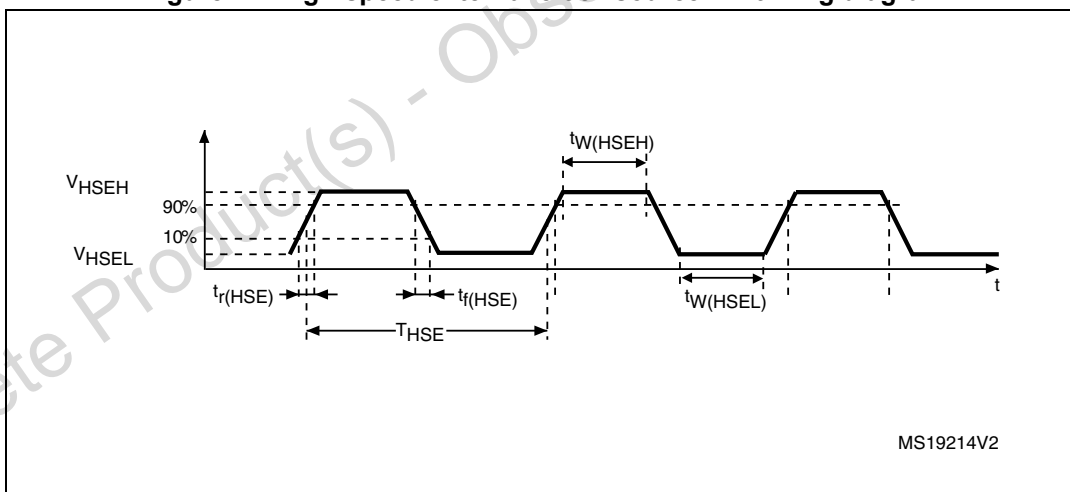 tW(HSEH)
VHSEH
90%
10%
VHSEL
tr(HSE)
tf(HSE)
tW(HSEL)
t
THSE
MS19214V2